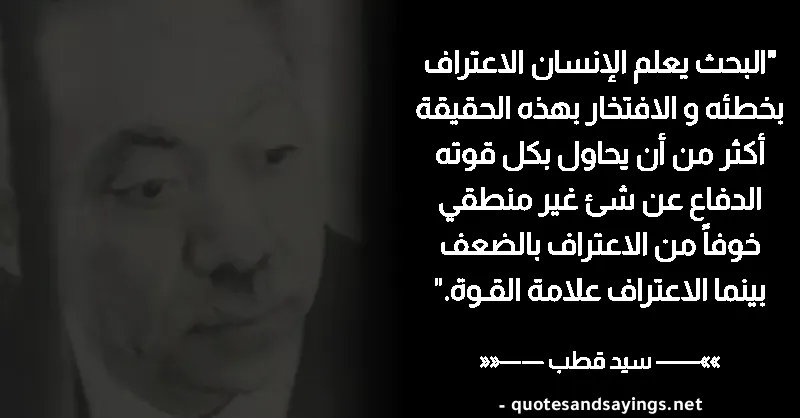 "البحث يعلم الإنسان الاعتراف
بخطئه و الافتخار بهذه الحقيقة
أكثر من أن يحاول بكل قوته
الدفاع عن شئ غير منطقي
خوفاً من الاعتراف بالضعف
بينما الاعتراف علامة القـوة."
»»—— سيد قطب ——««
- quotesandsayings.net